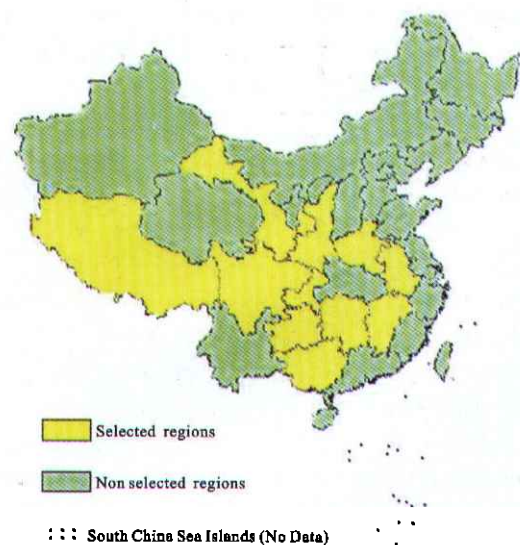 Selected regions
Non selected regions
South China Sea Islands (No Data)